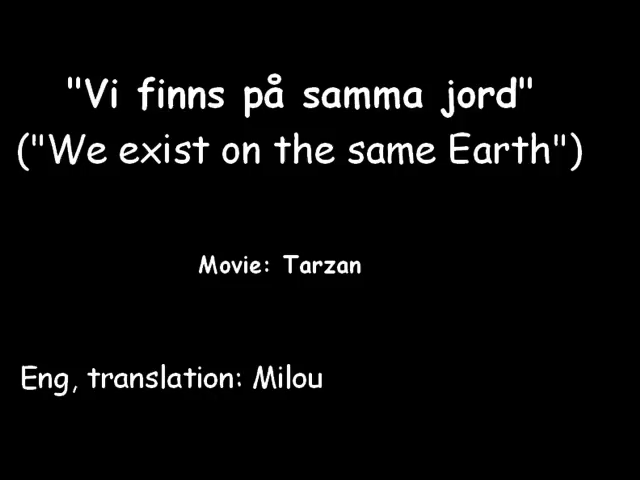 "Vi finns på samma jord"
("We exist on the same Earth")
Movie: Tarzan
Eng, translation: Milou